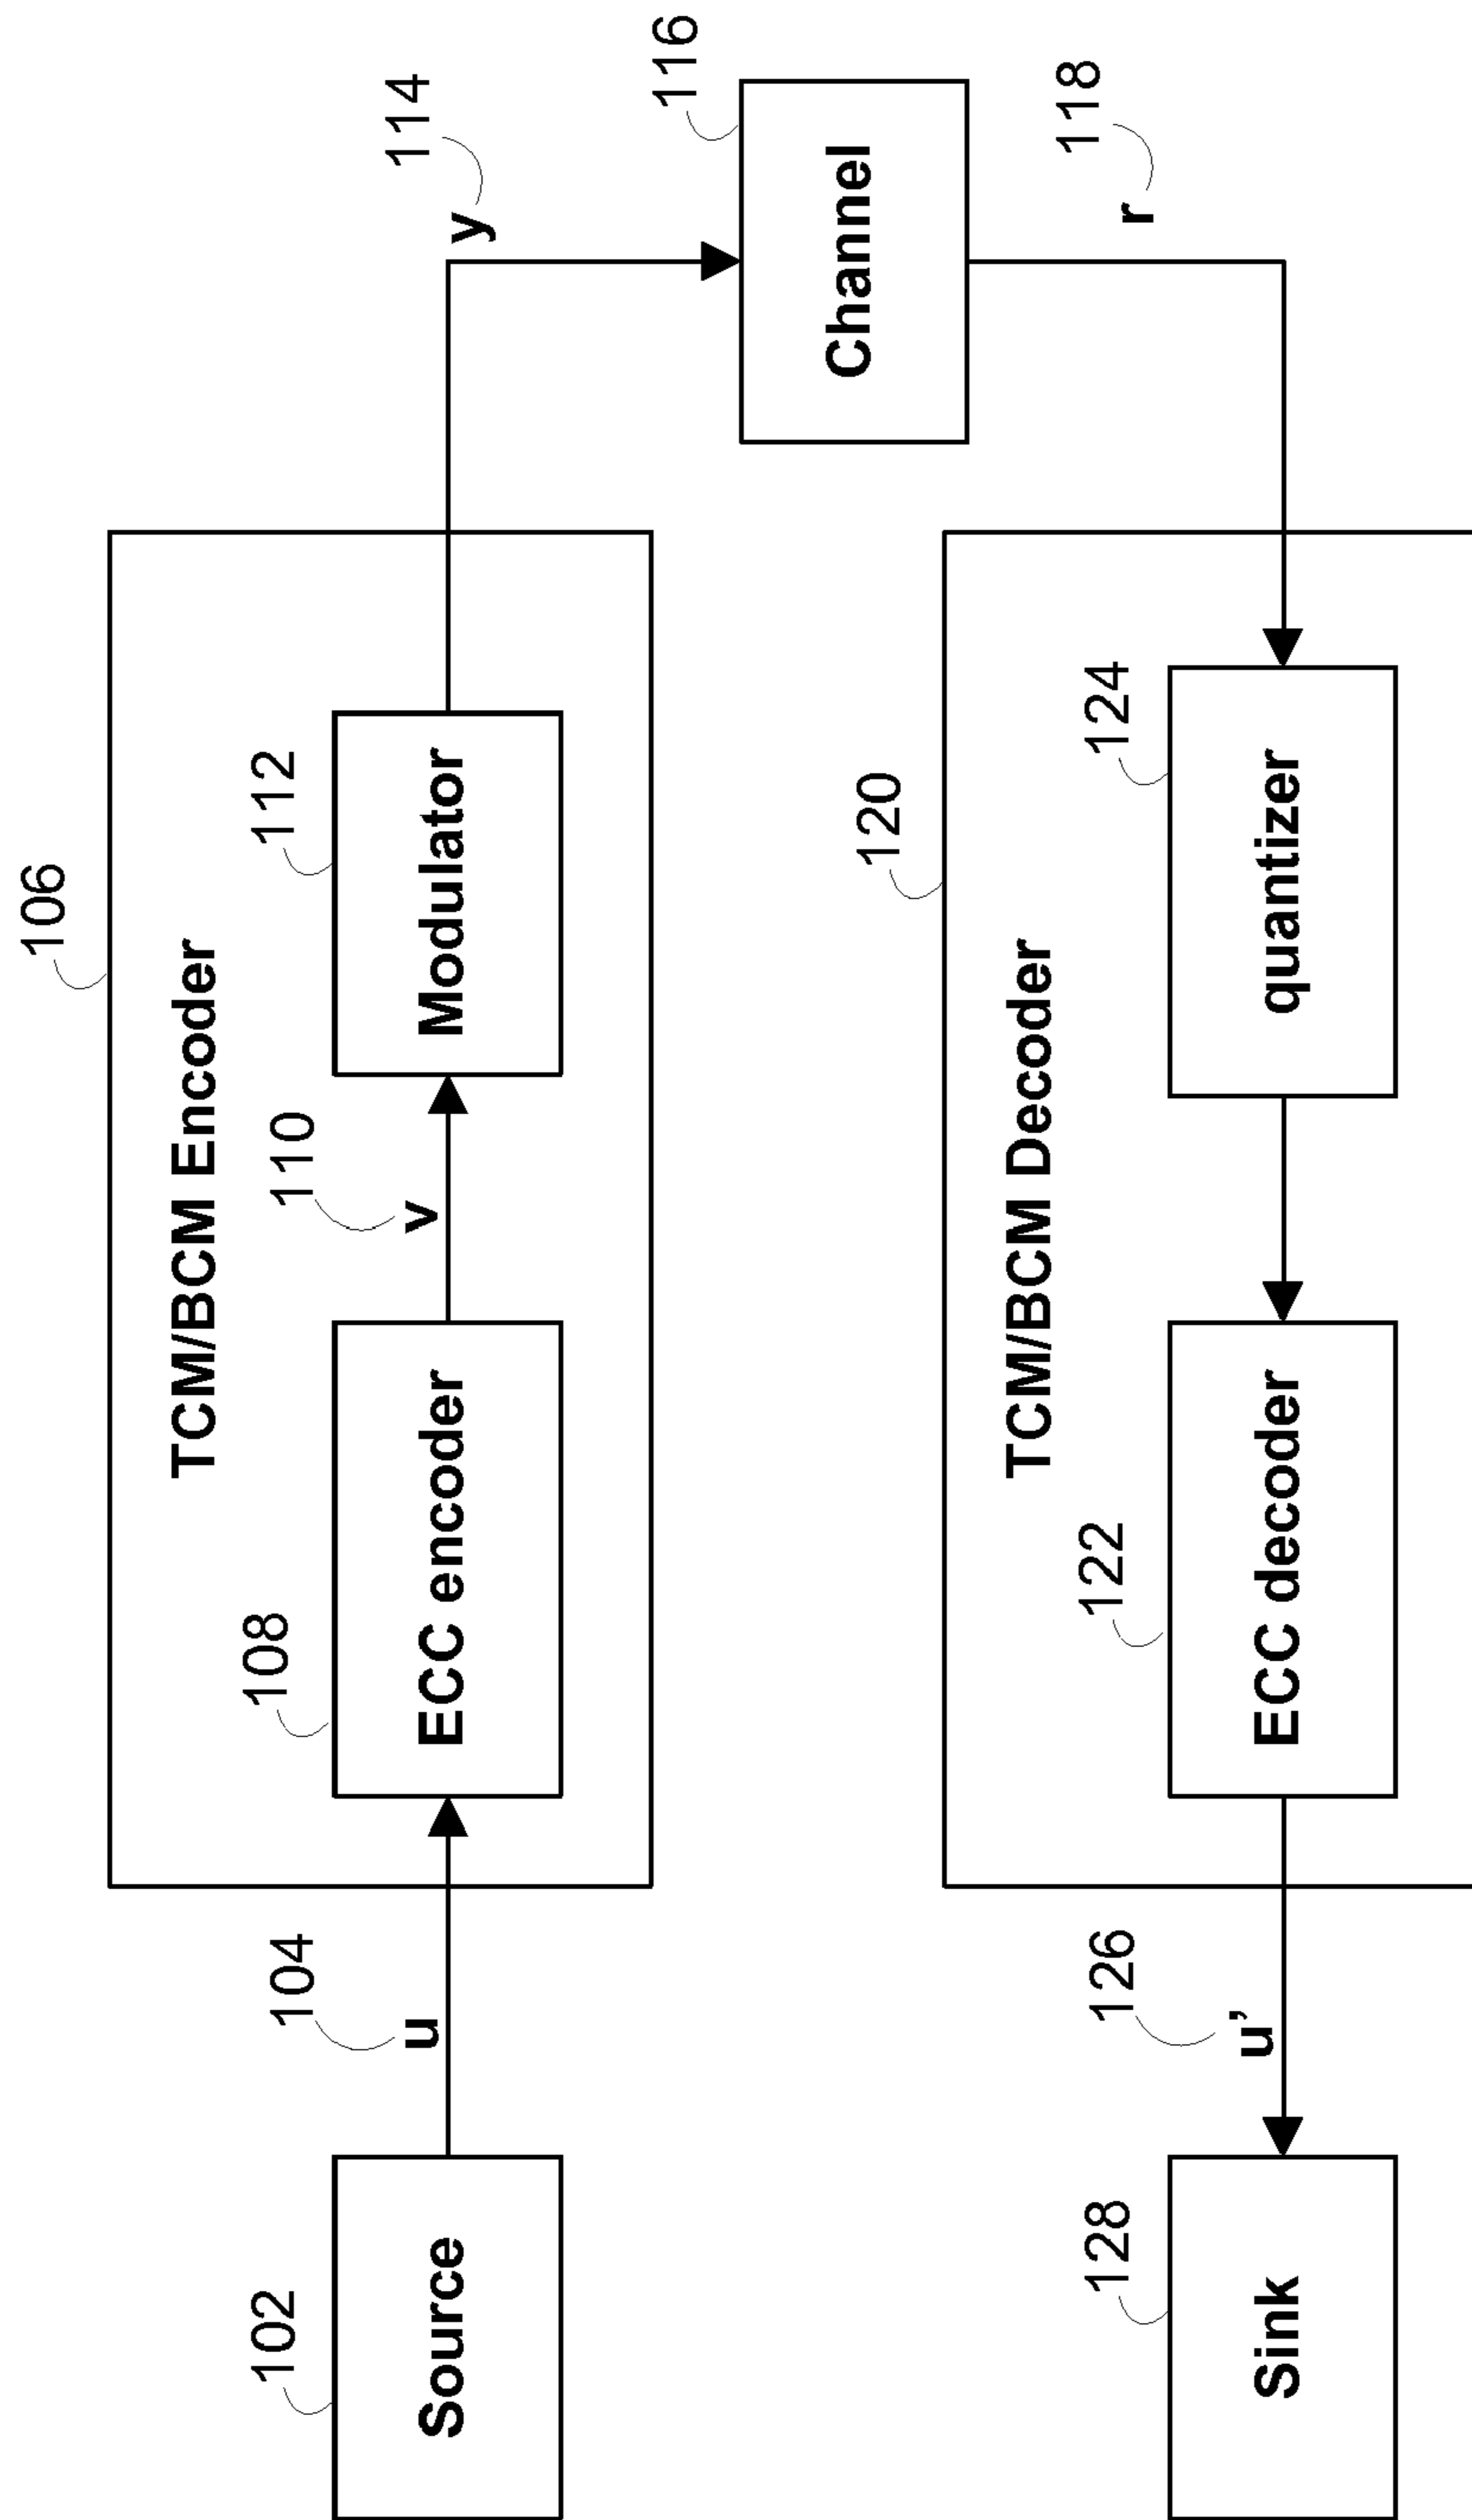 106
TCM/BCM Encoder
102
Source
104
u
108
ECC encoder
110
v
112
Modulator
114
y
116
Channel
118
r
120
TCM/BCM Decoder
128
Sink
126
u'
122
ECC decoder
124
quantizer